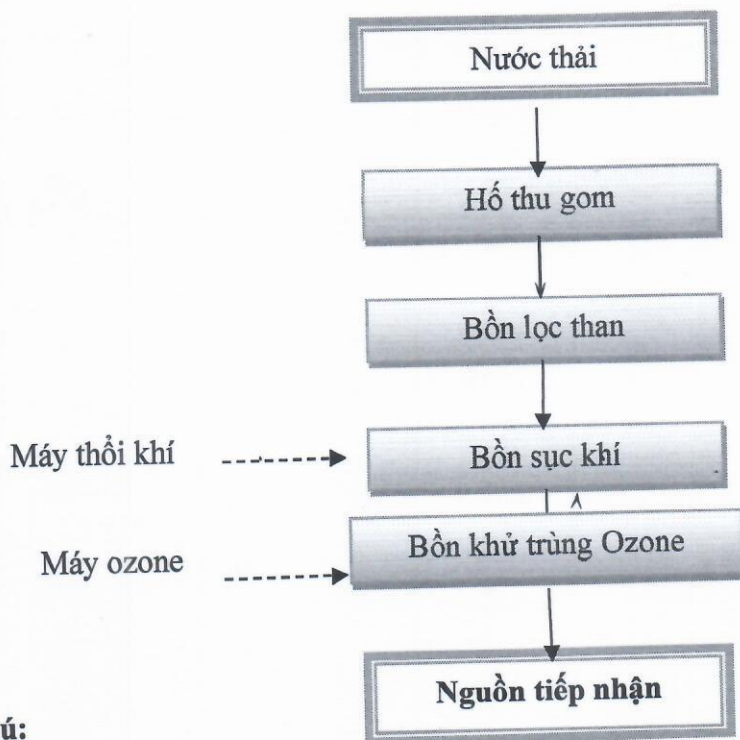 Nước thải
Hố thu gom
Bồn lọc than
Máy thổi khí
Bồn sục khí
Bồn khử trùng Ozone
Máy ozone
Nguồn tiếp nhận
ú: